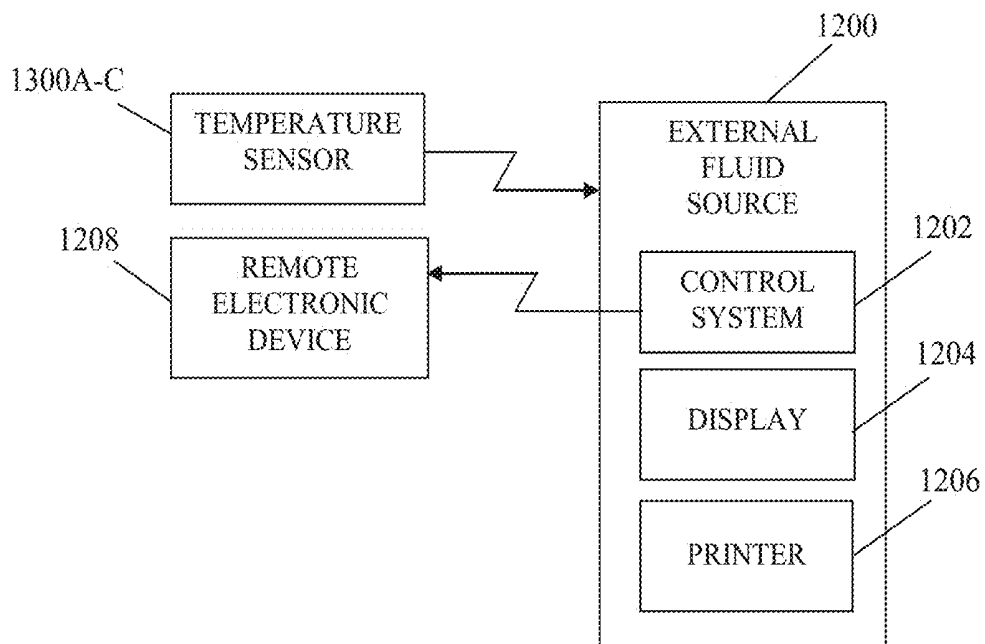 1200
1300A-C
TEMPERATURE
SENSOR
EXTERNAL
FLUID
SOURCE
1208
REMOTE
ELECTRONIC
DEVICE
1202
CONTROL
SYSTEM
1204
DISPLAY
1206
PRINTER